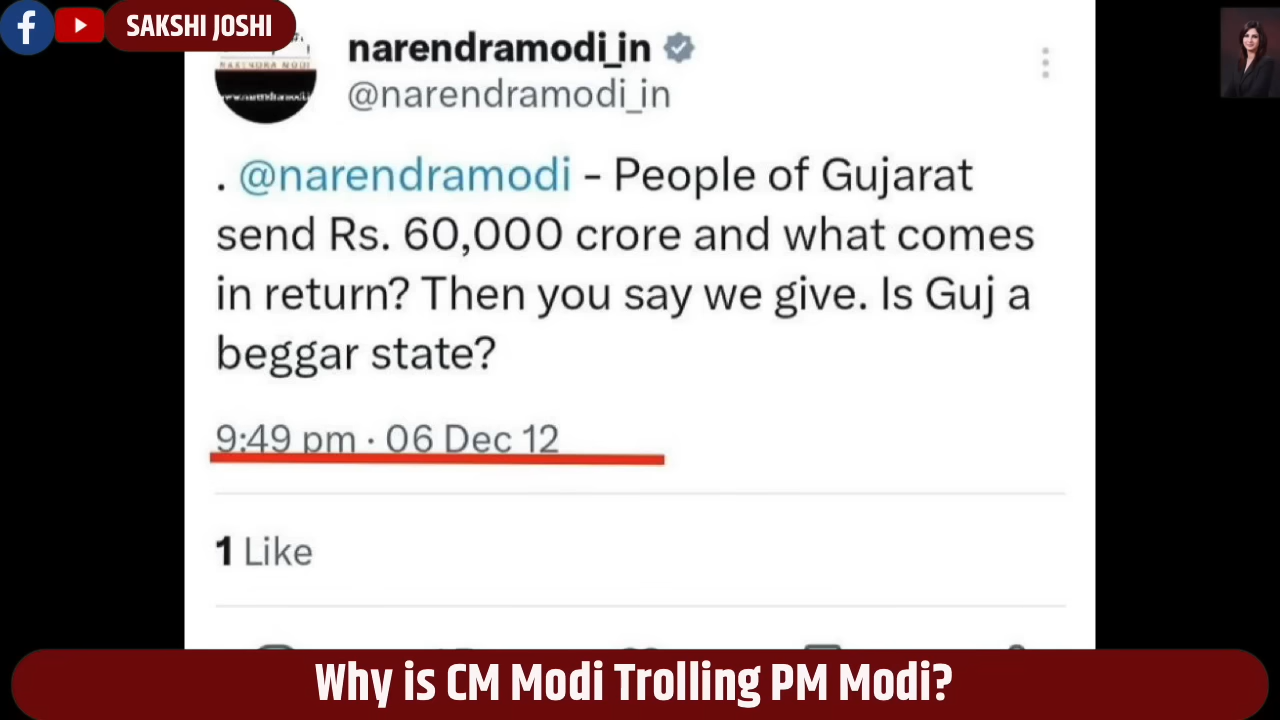 SAKSHI JOSHI
NARENDRA MODI
narendramodi_in
@narendramodi_in
. @narendramodi - People of Gujarat
send Rs. 60,000 crore and what comes
in return? Then you say we give. Is Guj a
beggar state?
9:49 pm · 06 Dec 12
1 Like
Why is CM Modi Trolling PM Modi?